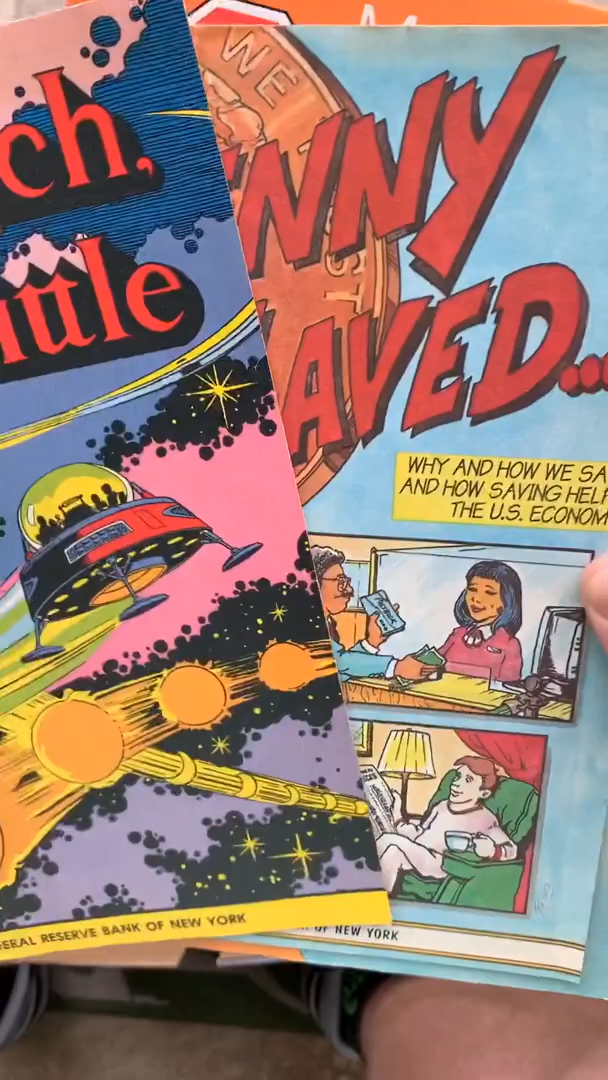 ch,
ttle
ERAL RESERVE BANK OF NEW YORK
WE
NNY
AVED...
WHY AND HOW WE SA
AND HOW SAVING HELP
THE U.S. ECONOM
OF NEW YORK